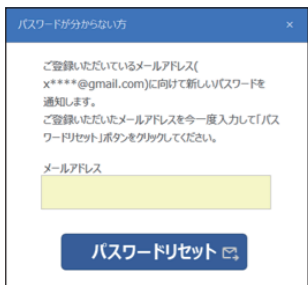 パスワードが分からない方 ×
ご登録いただいているメールアドレス(
x****@gmail.com)に向けて新しいパスワードを
通知します。
ご登録いただいたメールアドレスを今一度入力して「パス
ワードリセット」ボタンをクリックしてください。
メールアドレス
パスワードリセット